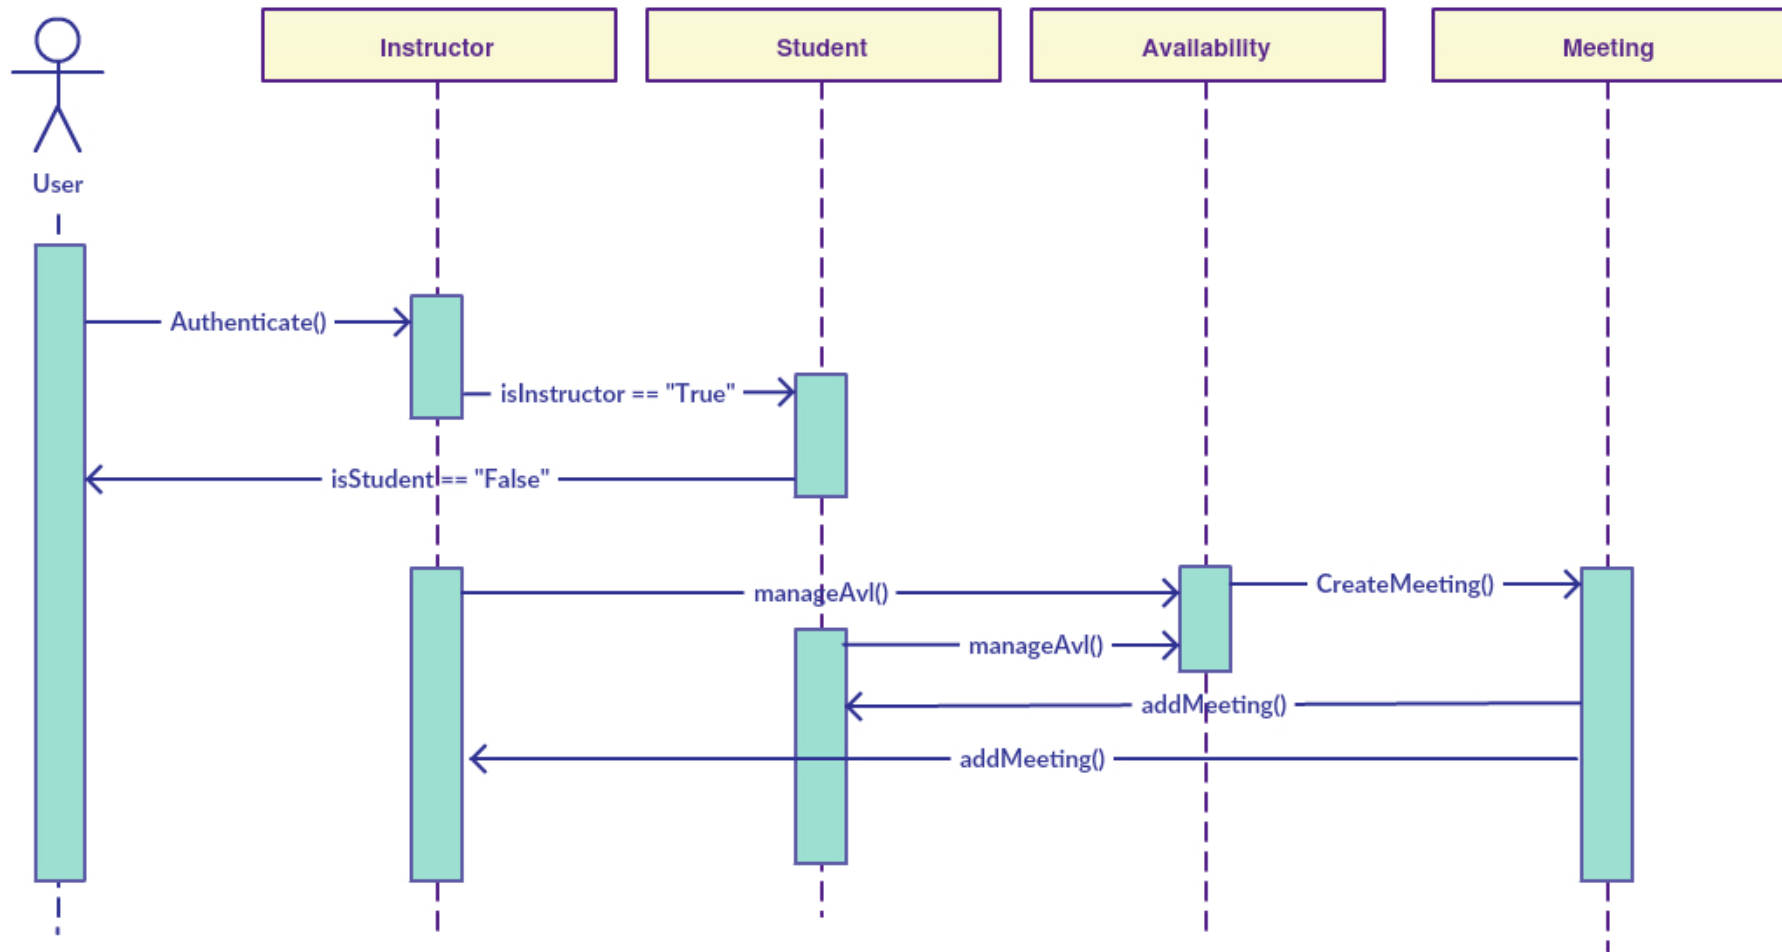 Instructor
Student
Availability
Meeting
User
Authenticate()
isInstructor == "True"
isStudent == "False"
manageAvl()
CreateMeeting()
manageAvl()
addMeeting()
addMeeting()